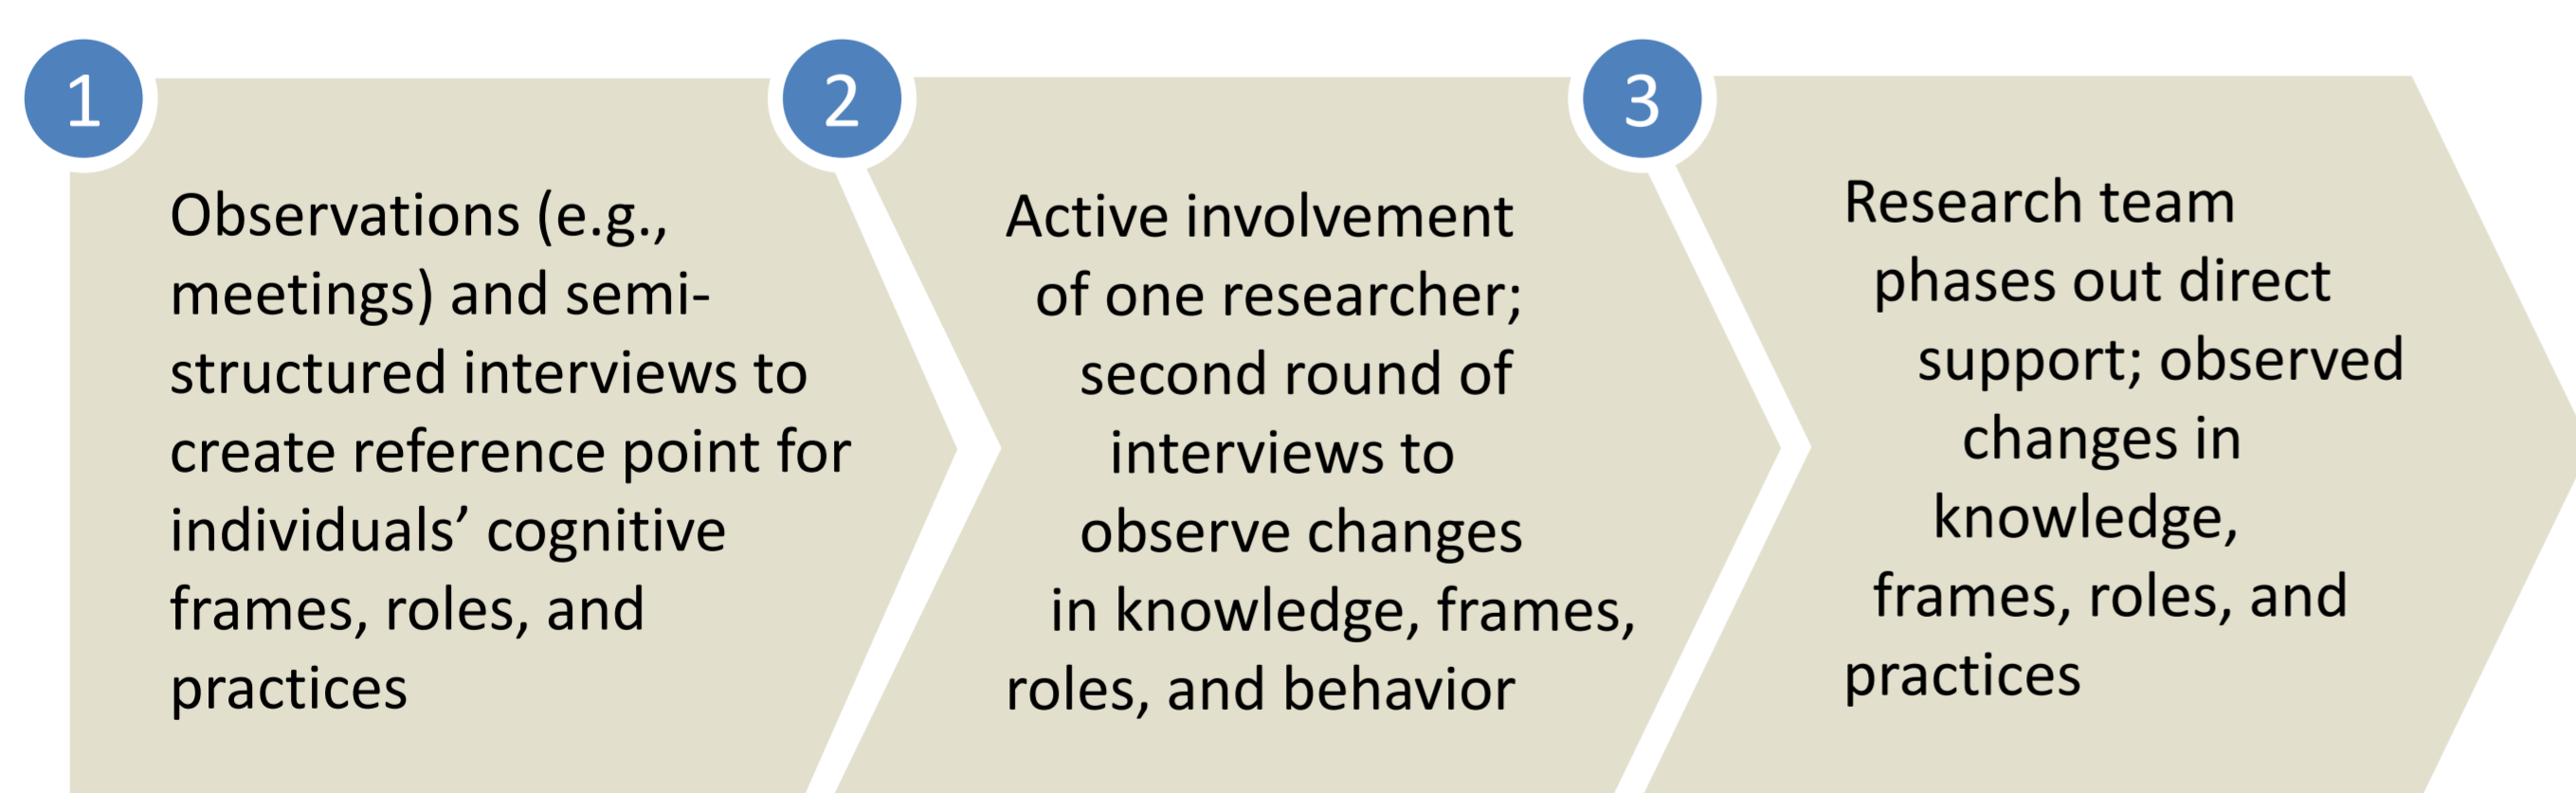 1
Observations (e.g.,
meetings) and semi-
structured interviews to
create reference point for
individuals’ cognitive
frames, roles, and
practices
2
Active involvement
of one researcher;
second round of
interviews to
observe changes
in knowledge, frames,
roles, and behavior
3
Research team
phases out direct
support; observed
changes in
knowledge,
frames, roles, and
practices